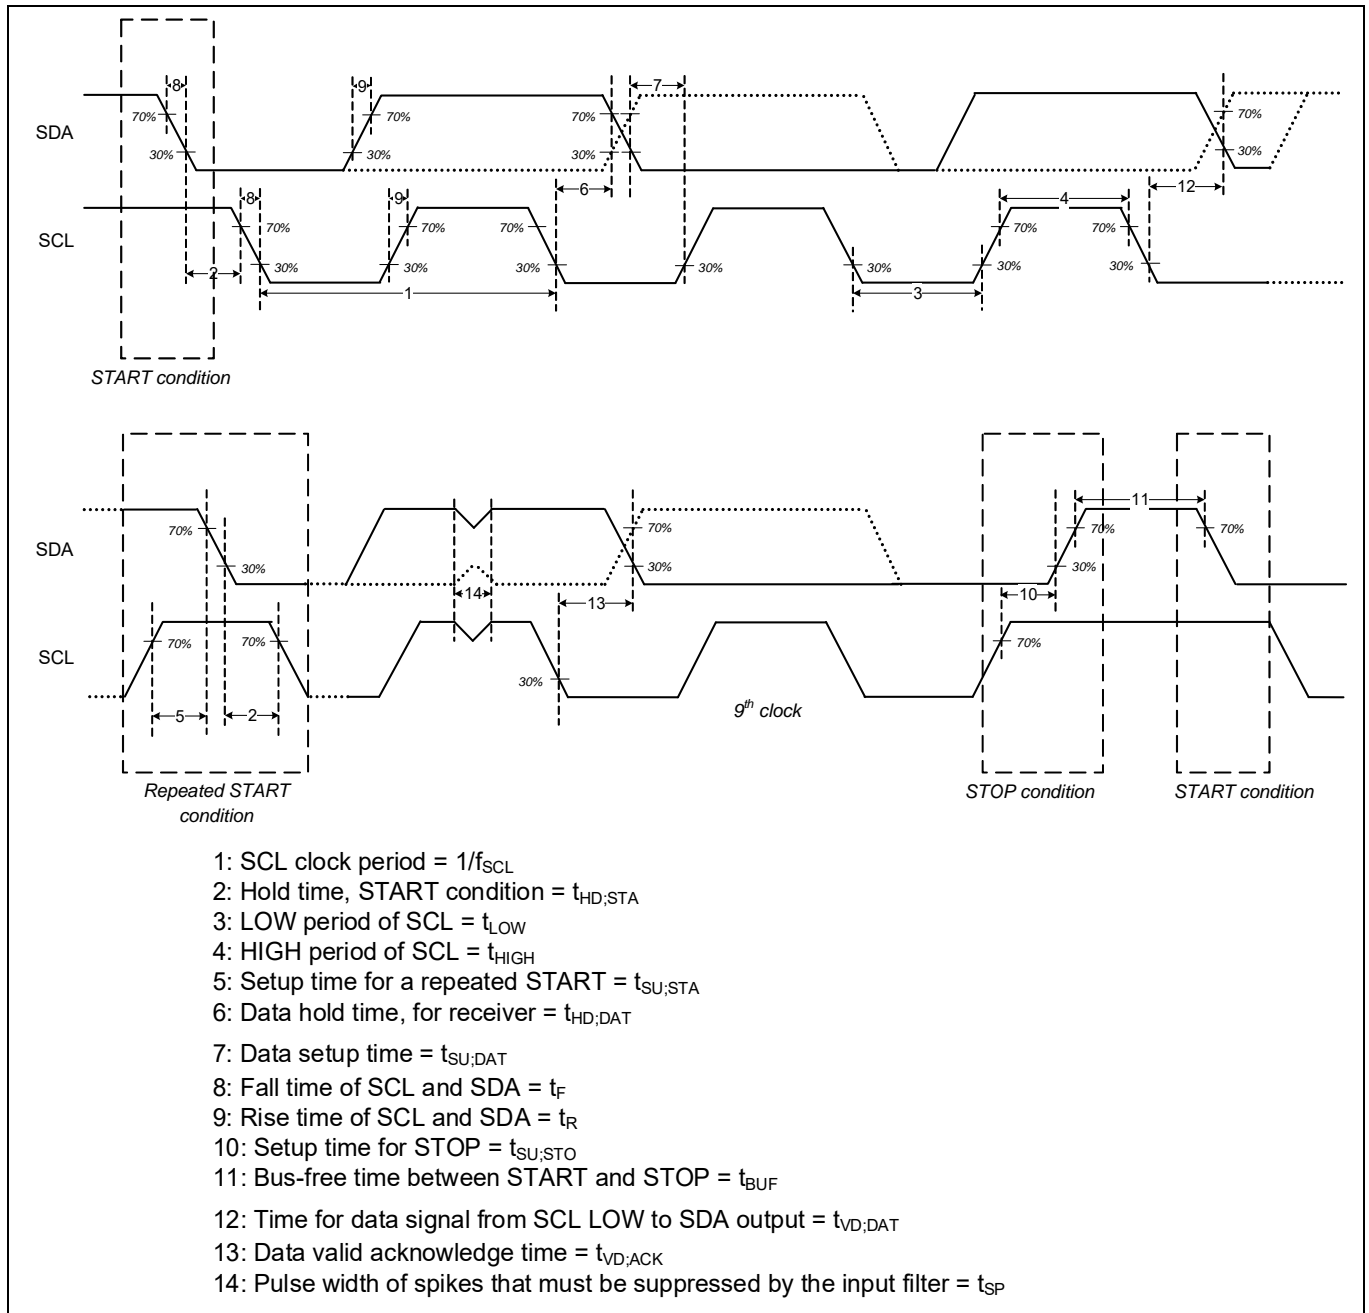 8 9 7
SDA 70% 30% 70% 30% 70% 30% 70% 30%
6 12
8 9 4
SCL 70% 30% 70% 30% 70% 30% 30% 30% 30% 70% 70% 30%
2 1 3
START condition
11
SDA 70% 30% 70% 30% 70% 30% 70%
14 13 10
SCL 70% 70% 30% 70%
5 2 9th clock
Repeated START
condition
STOP condition START condition
1: SCL clock period = 1/fSCL
2: Hold time, START condition = tHD;STA
3: LOW period of SCL = tLOW
4: HIGH period of SCL = tHIGH
5: Setup time for a repeated START = tSU;STA
6: Data hold time, for receiver = tHD;DAT
7: Data setup time = tSU;DAT
8: Fall time of SCL and SDA = tF
9: Rise time of SCL and SDA = tR
10: Setup time for STOP = tSU;STO
11: Bus-free time between START and STOP = tBUF
12: Time for data signal from SCL LOW to SDA output = tVD;DAT
13: Data valid acknowledge time = tVD;ACK
14: Pulse width of spikes that must be suppressed by the input filter = tSP